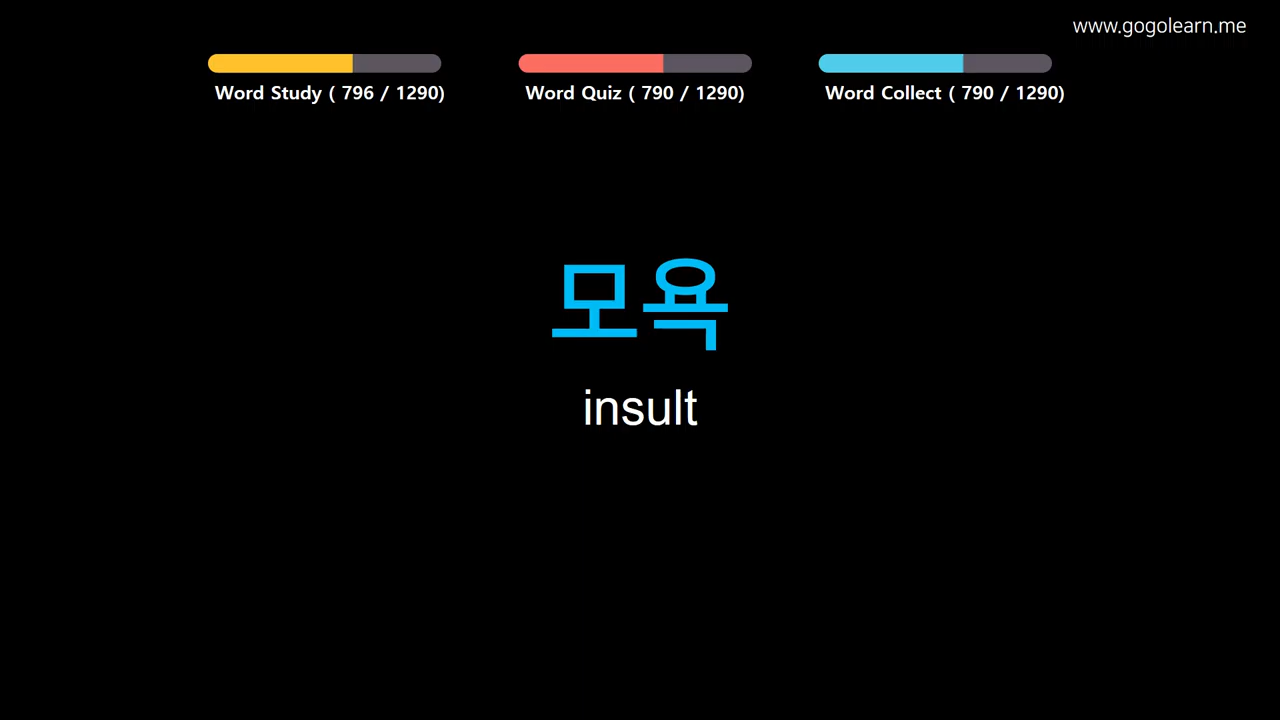 www.gogolearn.me
Word Study ( 796 / 1290)
Word Quiz ( 790 / 1290)
Word Collect ( 790 / 1290)
모욕
insult